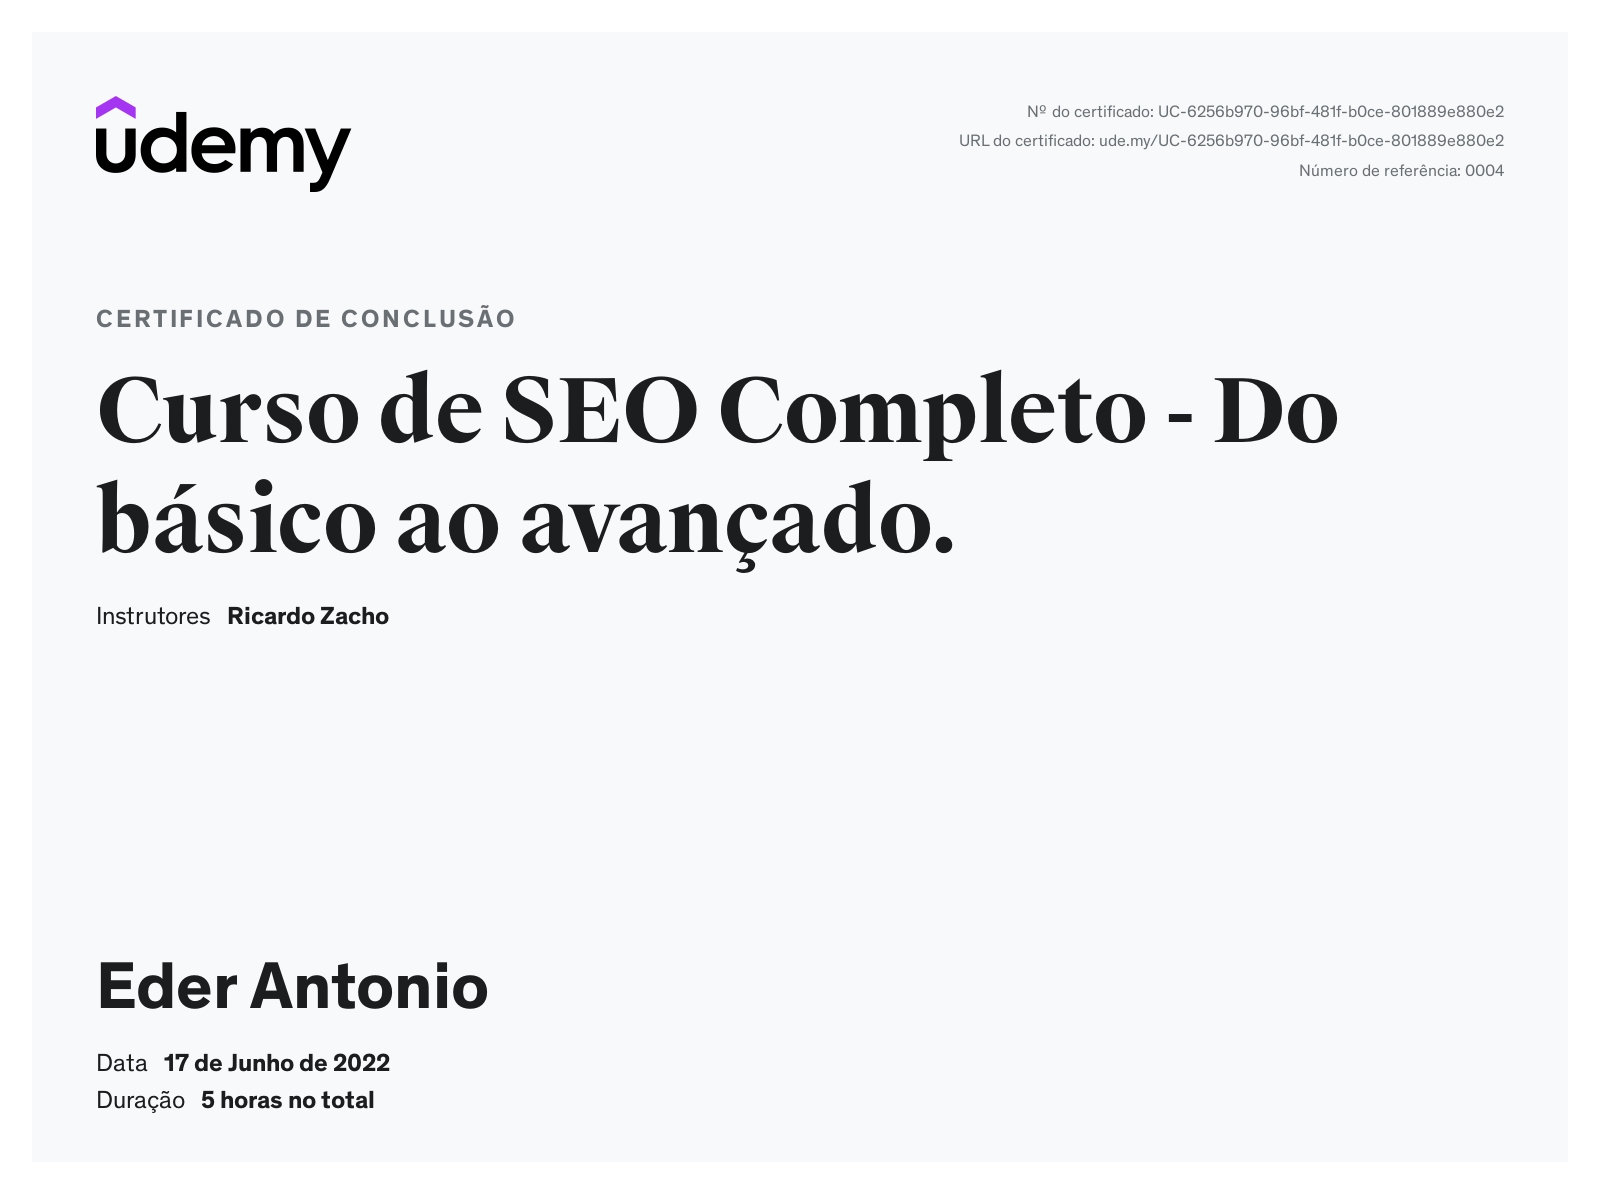 udemy
Nº do certificado: UC-6256b970-96bf-481f-b0ce-801889e880e2
URL do certificado: ude.my/UC-6256b970-96bf-481f-b0ce-801889e880e2
Número de referência: 0004
CERTIFICADO DE CONCLUSÃO
Curso de SEO Completo - Do
básico ao avançado.
Instrutores Ricardo Zacho
Eder Antonio
Data 17 de Junho de 2022
Duração 5 horas no total